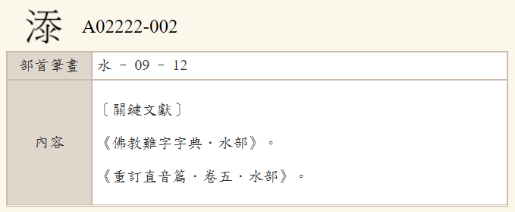 A02222-002
部首筆畫 水 － 09 － 12
〔關鍵文獻〕
內容 《佛教難字字典．水部》。
《重訂直音篇．卷五．水部》。